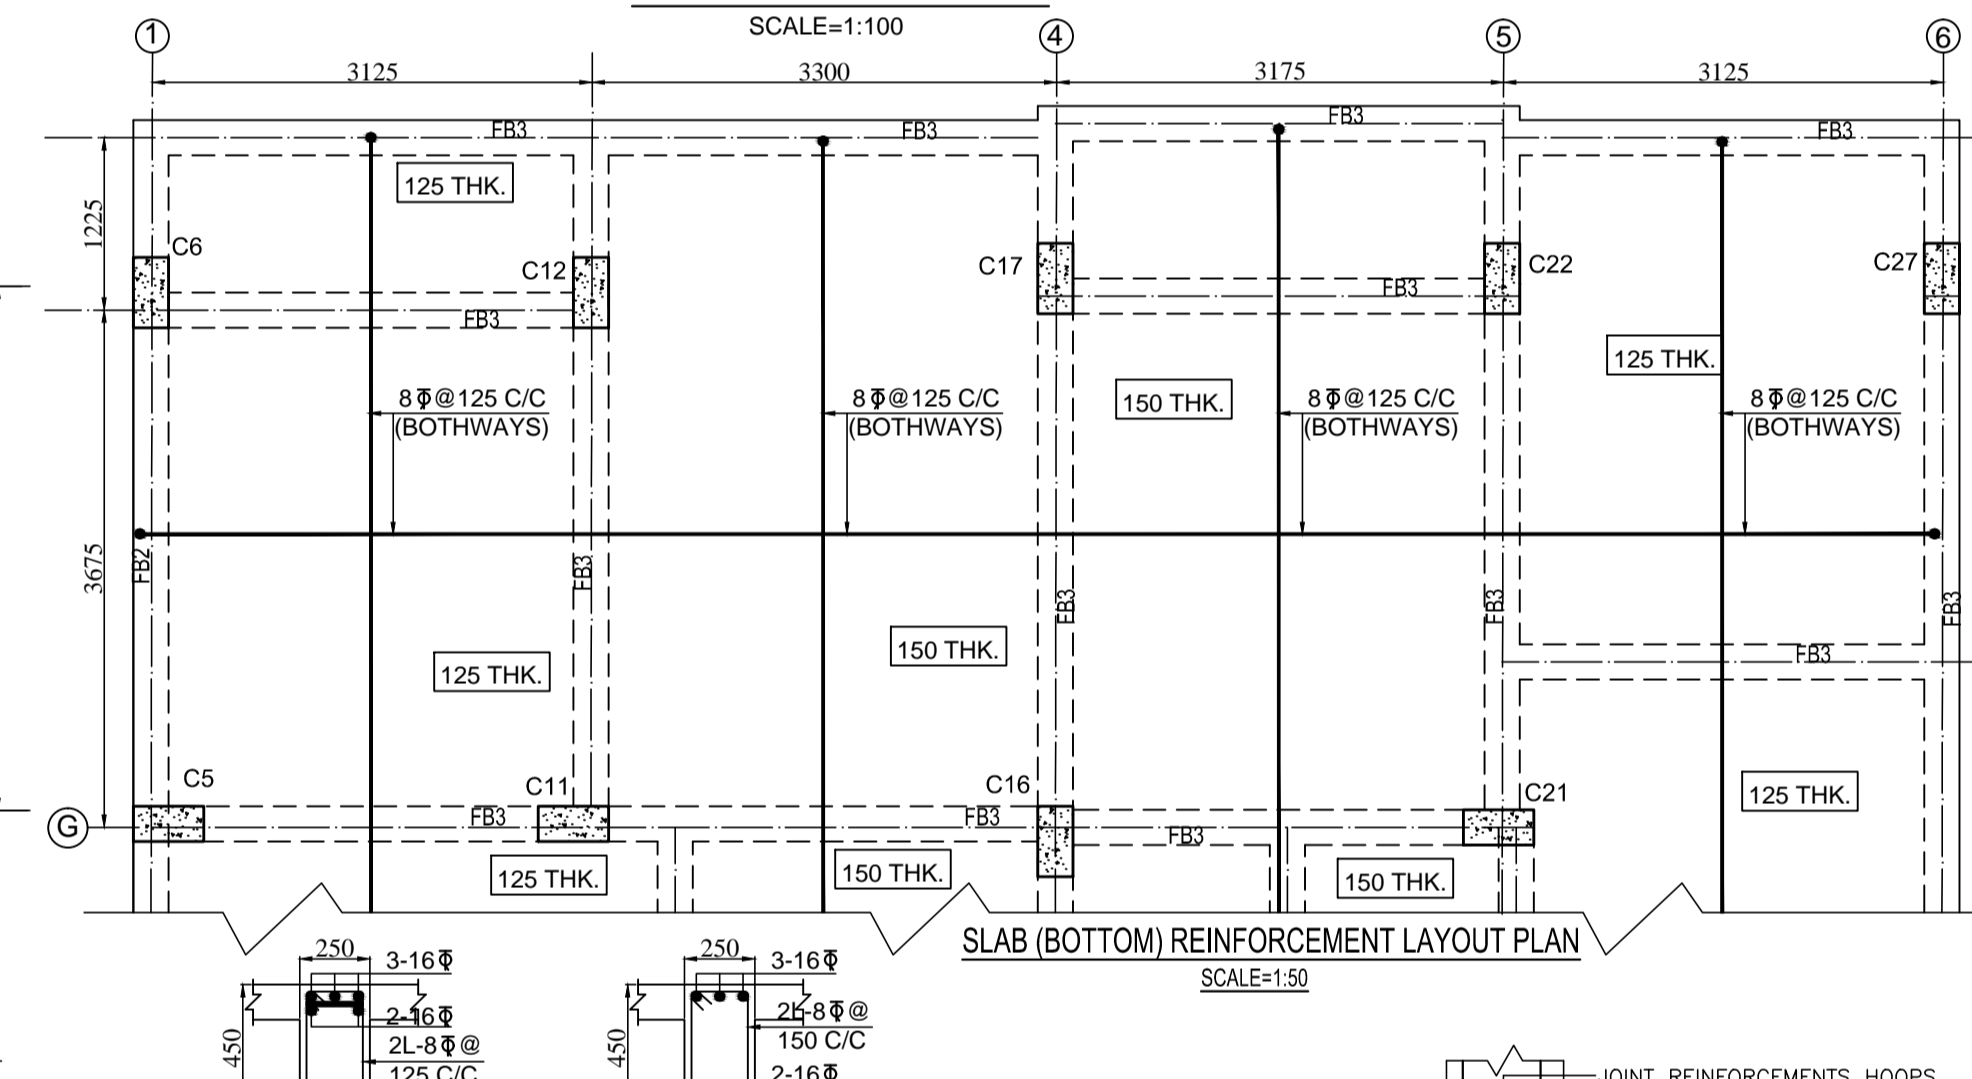 SCALE=1:100
1 4 5 6
3125 3300 3175 3125
FB3 FB3 FB3 FB3
125 THK.
1225
C6 C12 C17 C22 C27
FB3 FB3
125 THK.
150 THK.
8Φ@125 C/C 8Φ@125 C/C 8Φ@125 C/C 8Φ@125 C/C
(BOTHWAYS) (BOTHWAYS) (BOTHWAYS) (BOTHWAYS)
3675
FB2 FB3 FB3 FB3 FB3
125 THK. 150 THK. FB3
C5 C11 C16 C21
125 THK.
G
FB3 FB3 FB3
125 THK. 150 THK. 150 THK.
SLAB (BOTTOM) REINFORCEMENT LAYOUT PLAN
SCALE=1:50
250
3-16Φ
2-16Φ
2L-8Φ@
125 C/C
450
250
3-16Φ
2L-8Φ@
150 C/C
2-16Φ
450
JOINT REINFORCEMENTS HOOPS